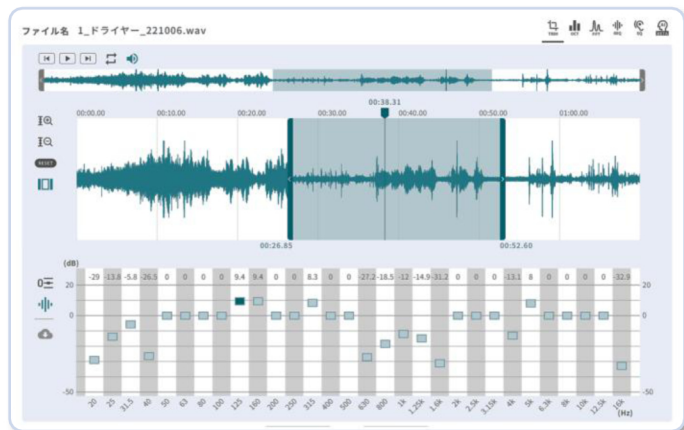 ファイル名 1_ドライヤー_221006.wav
00:38.31
00:00.00 00:10.00 00:20.00 00:30.00 00:40.00 00:50.00 01:00.00
RESET
00:26.85 00:52.60
(dB)
-29 -13.8 -5.8 -26.5 0 0 0 0 9.4 9.4 0 0 8.3 0 0 -27.2 -18.5 -12 -14.9 -31.2 0 0 0 -13.1 8 0 0 0 0 -32.9
20 20
0 0
-50 -50
20 25 31.5 40 50 63 80 100 125 160 200 250 315 400 500 630 800 1k 1.25k 1.6k 2k 2.5k 3.15k 4k 5k 6.3k 8k 10k 12.5k 16k
(Hz)